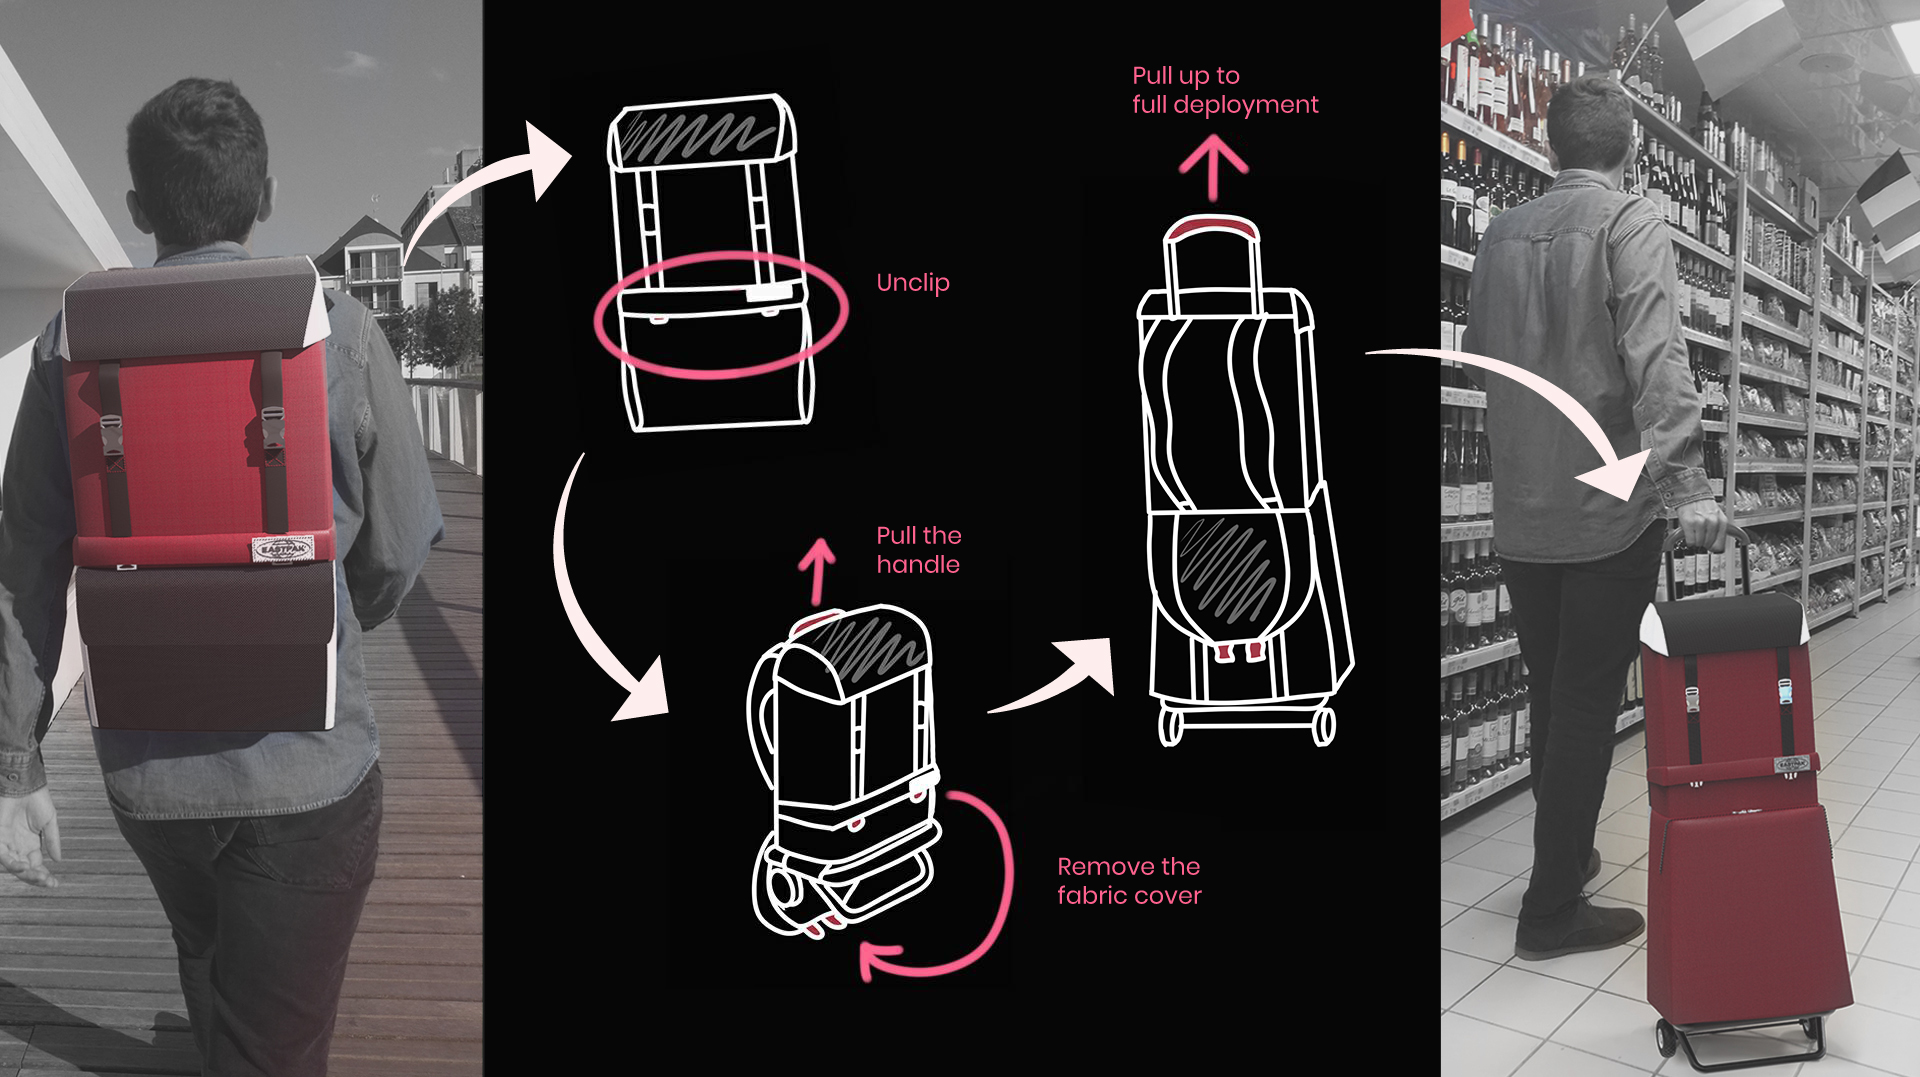 EASTPAK
Unclip
Pull the
handle
Remove the
fabric cover
Pull up to
full deployment
EASTPAK